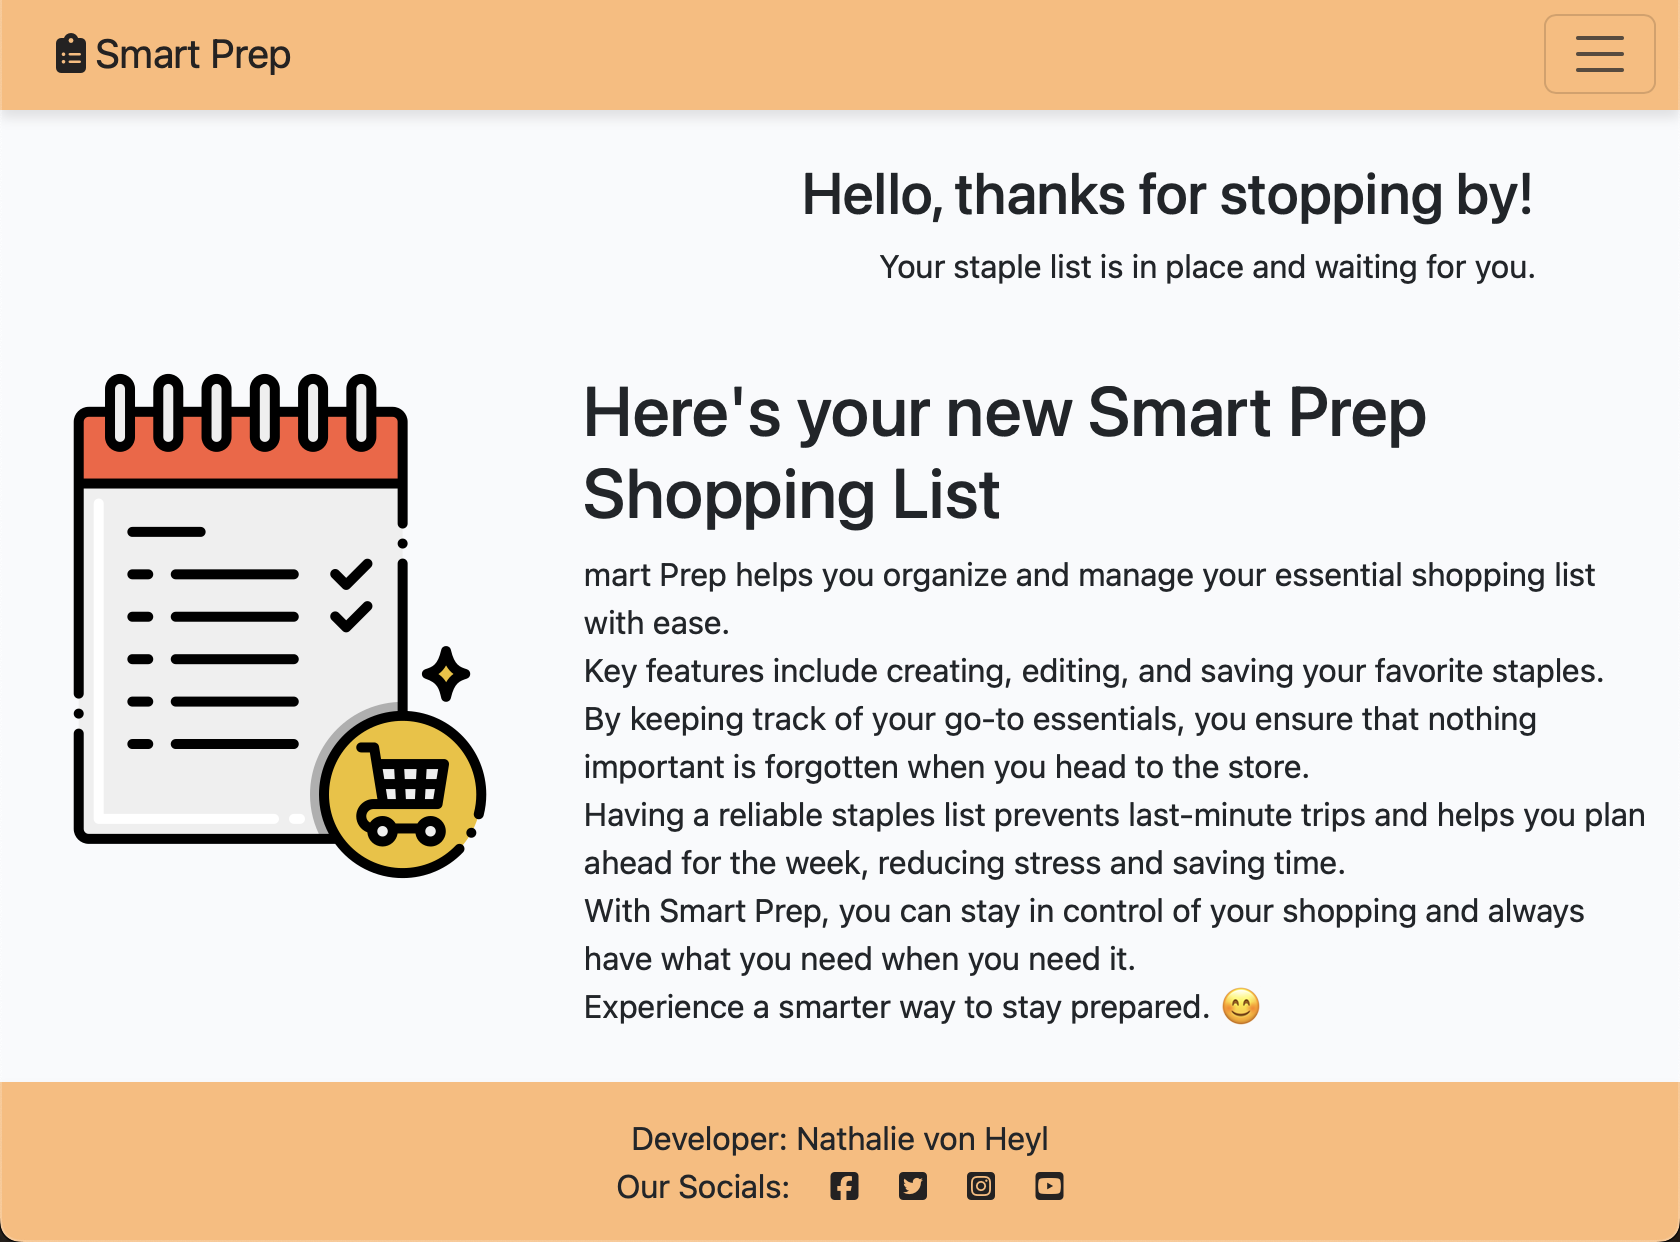 Smart Prep
Hello, thanks for stopping by!
Your staple list is in place and waiting for you.
Here's your new Smart Prep
Shopping List
mart Prep helps you organize and manage your essential shopping list
with ease.
Key features include creating, editing, and saving your favorite staples.
By keeping track of your go-to essentials, you ensure that nothing
important is forgotten when you head to the store.
Having a reliable staples list prevents last-minute trips and helps you plan
ahead for the week, reducing stress and saving time.
With Smart Prep, you can stay in control of your shopping and always
have what you need when you need it.
Experience a smarter way to stay prepared. 😊
Developer: Nathalie von Heyl
Our Socials: